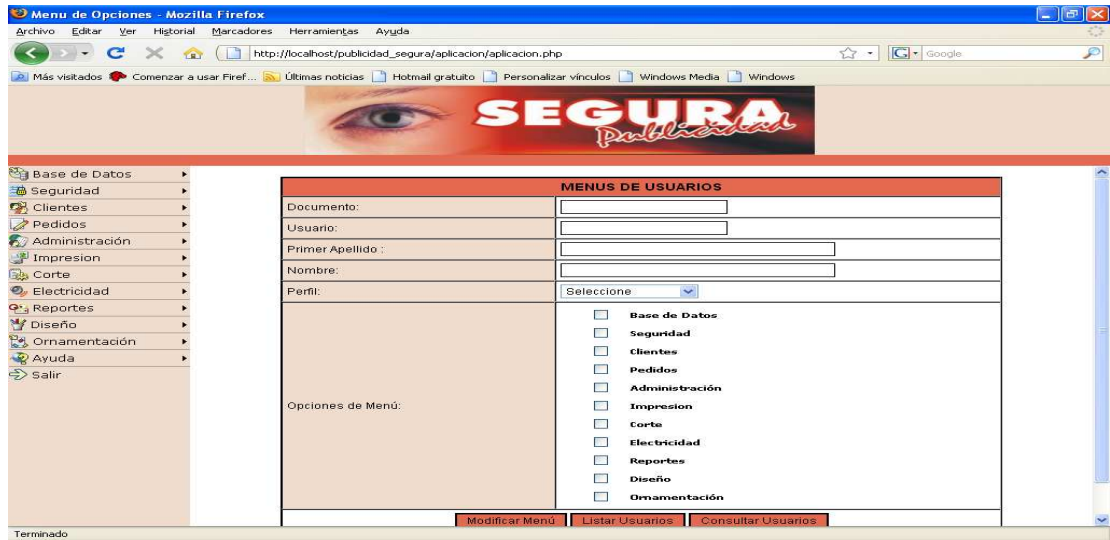 Menu de Opciones - Mozilla Firefox
Archivo Editar Ver Historial Marcadores Herramientas Ayuda
http://localhost/publicidad_segura/aplicacion/aplicacion.php
G Google
Más visitados Comenzar a usar Firef... Últimas noticias Hotmail gratuito Personalizar vínculos Windows Media Windows
SEGURA
Publicidad
Base de Datos
Seguridad
Clientes
Pedidos
Administración
Impresion
Corte
Electricidad
Reportes
Diseño
Ornamentación
Ayuda
Salir
MENUS DE USUARIOS
Documento:
Usuario:
Primer Apellido :
Nombre:
Perfil: Seleccione
Opciones de Menú:
Base de Datos
Seguridad
Clientes
Pedidos
Administración
Impresion
Corte
Electricidad
Reportes
Diseño
Ornamentación
Modificar Menú Listar Usuarios Consultar Usuarios
Terminado